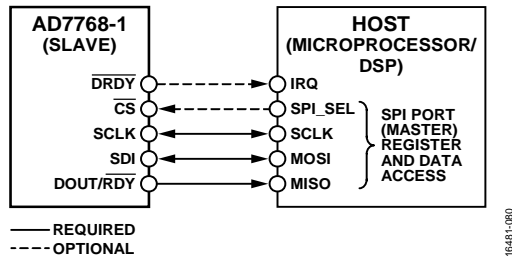 AD7768-1
(SLAVE)
DRDY
CS
SCLK
SDI
DOUT/RDY
HOST
(MICROPROCESSOR/
DSP)
IRQ
SPI_SEL
SCLK
MOSI
MISO
SPI PORT
(MASTER)
REGISTER
AND DATA
ACCESS
REQUIRED
OPTIONAL
16481-080